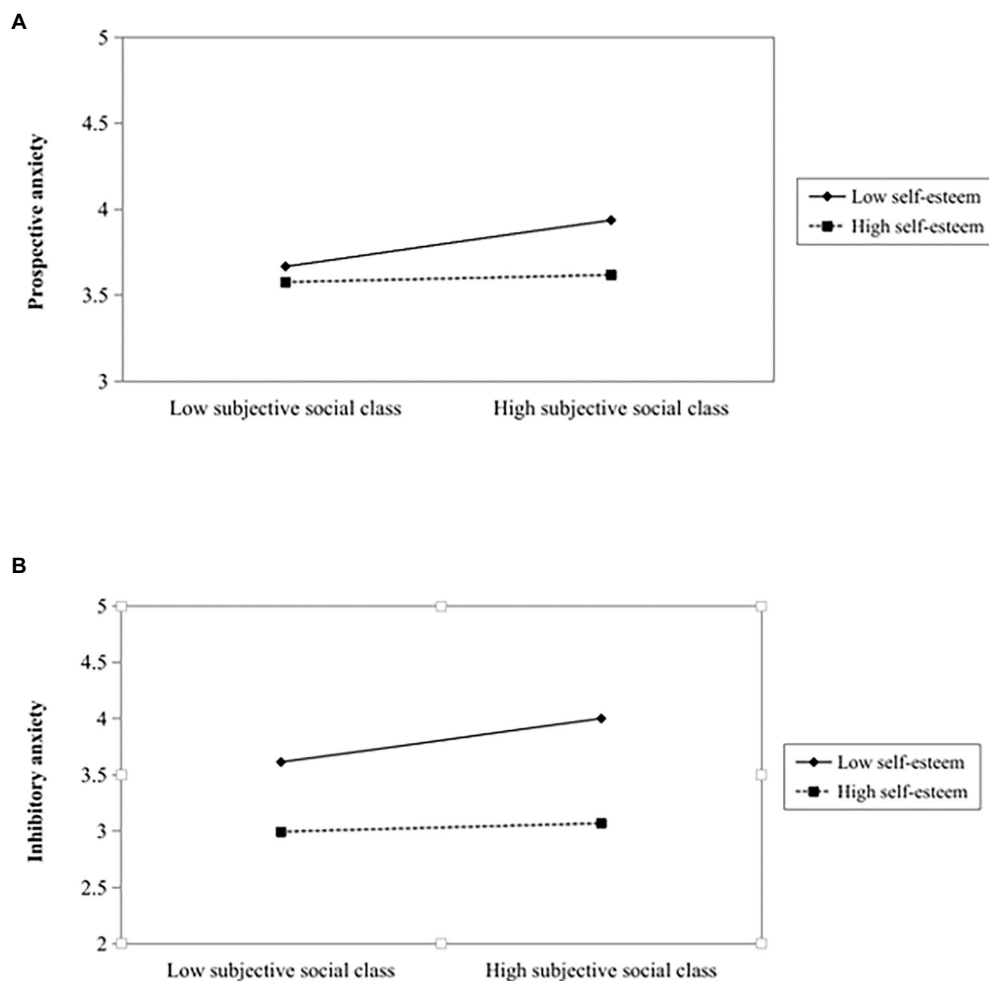 A
5
4.5
4
3.5
3
Prospective anxiety
Low subjective social class
High subjective social class
Low self-esteem
High self-esteem
B
5
4.5
4
3.5
3
2.5
2
Inhibitory anxiety
Low subjective social class
High subjective social class
Low self-esteem
High self-esteem